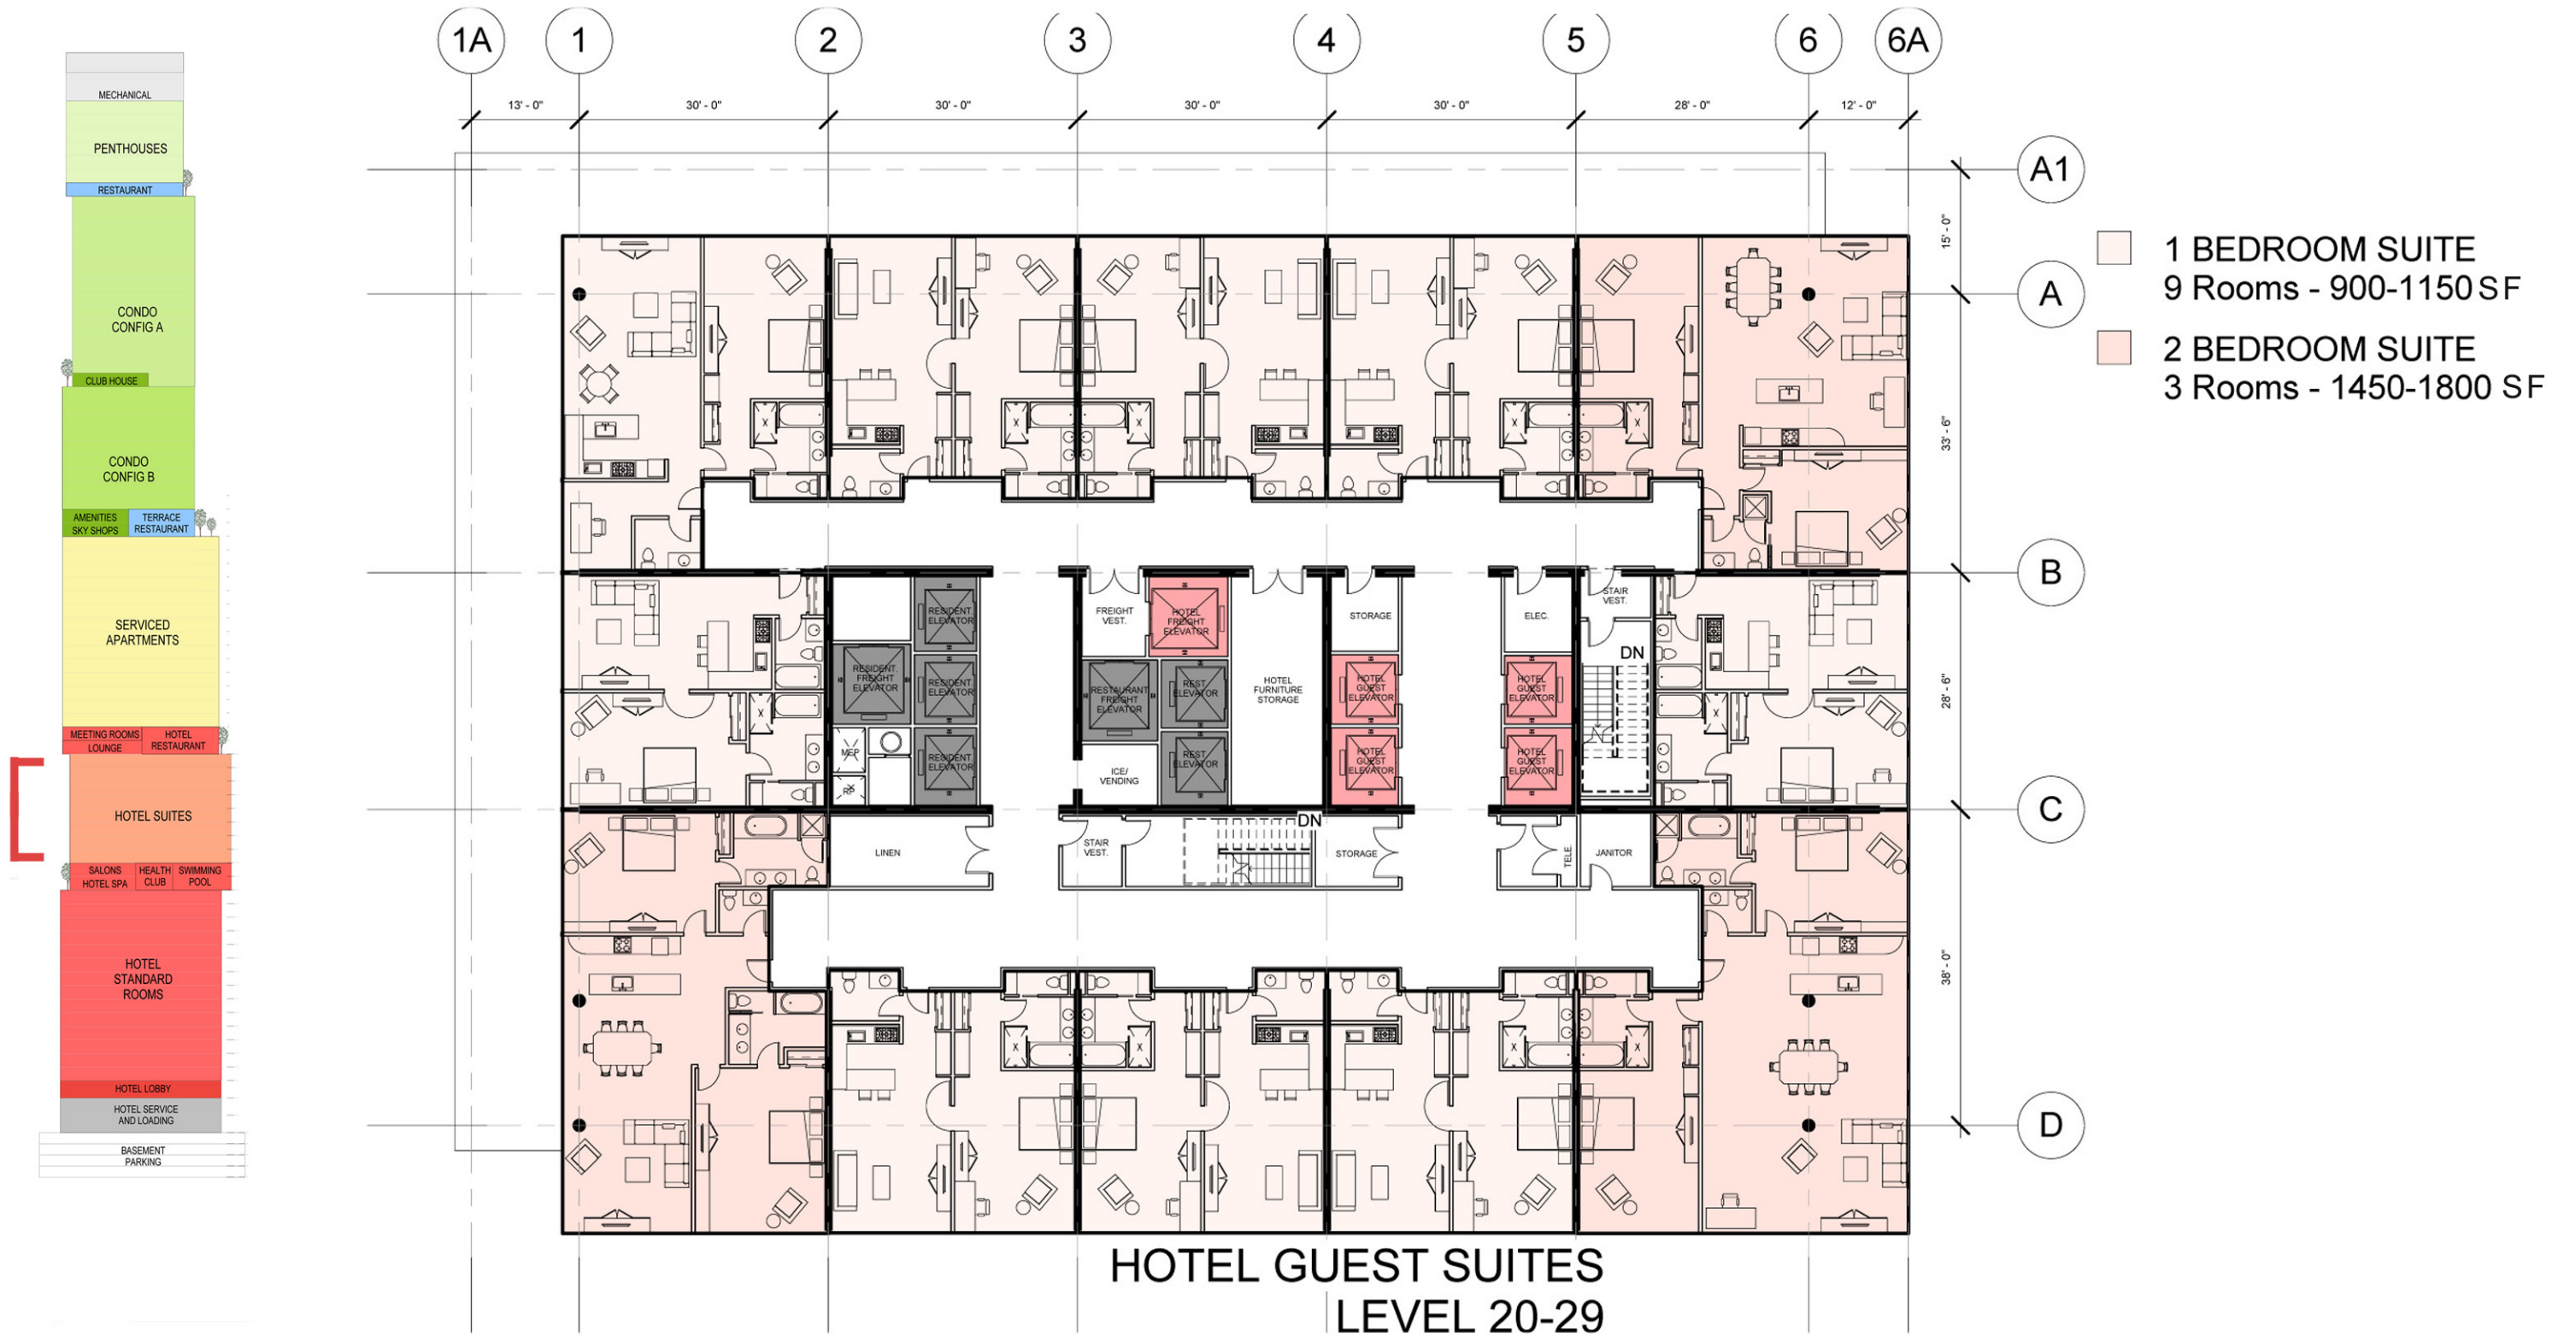 MECHANICAL
PENTHOUSES
RESTAURANT
CONDO
CONFIG A
CLUB HOUSE
CONDO
CONFIG B
AMENITIES
SKY SHOPS
TERRACE
RESTAURANT
SERVICED
APARTMENTS
MEETING ROOMS
LOUNGE
HOTEL
RESTAURANT
HOTEL SUITES
SALONS
HOTEL SPA
HEALTH
CLUB
SWIMMING
POOL
HOTEL
STANDARD
ROOMS
HOTEL LOBBY
HOTEL SERVICE
AND LOADING
BASEMENT
PARKING
1A 1 2 3 4 5 6 6A
13' - 0" 30' - 0" 30' - 0" 30' - 0" 30' - 0" 28' - 0" 12' - 0"
A1
15' - 0"
A
33' - 6"
B
28' - 6"
C
38' - 0"
D
RESIDENT.
ELEVATOR
RESIDENT.
FREIGHT
ELEVATOR
RESIDENT.
ELEVATOR
RESIDENT.
ELEVATOR
MEP
RP
FREIGHT
VEST.
HOTEL
FREIGHT
ELEVATOR
RESTAURANT
FREIGHT
ELEVATOR
REST.
ELEVATOR
REST.
ELEVATOR
ICE/
VENDING
HOTEL
FURNITURE
STORAGE
STORAGE
HOTEL
GUEST
ELEVATOR
HOTEL
GUEST
ELEVATOR
ELEC.
HOTEL
GUEST
ELEVATOR
HOTEL
GUEST
ELEVATOR
STAIR
VEST.
DN
LINEN
STAIR
VEST.
DN
STORAGE
TELE
JANITOR
1 BEDROOM SUITE
9 Rooms - 900-1150 SF
2 BEDROOM SUITE
3 Rooms - 1450-1800 SF
HOTEL GUEST SUITES
LEVEL 20-29